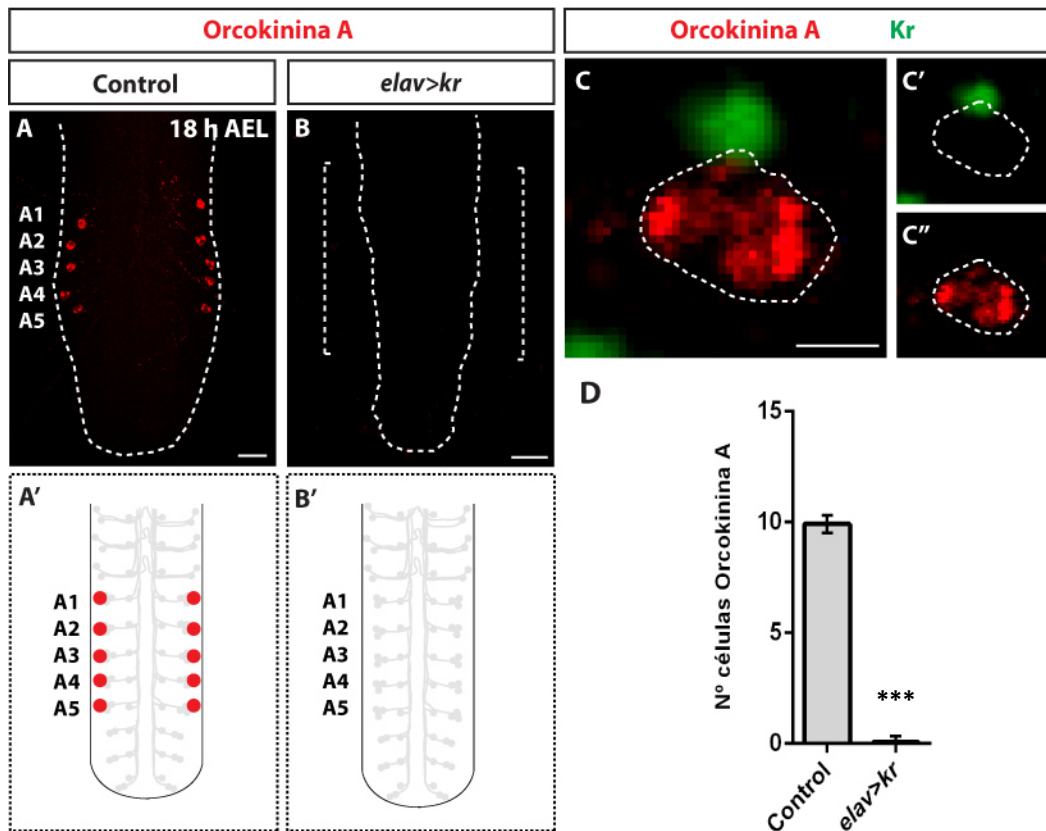 Orcokinina A
Orcokinina A Kr
Control
elav>kr
A
18 h AEL
B
C
C'
C"
A1
A2
A3
A4
A5
A'
A1
A2
A3
A4
A5
B'
A1
A2
A3
A4
A5
D
Nº células Orcokinina A
15
10
5
0
***
Control
elav>kr